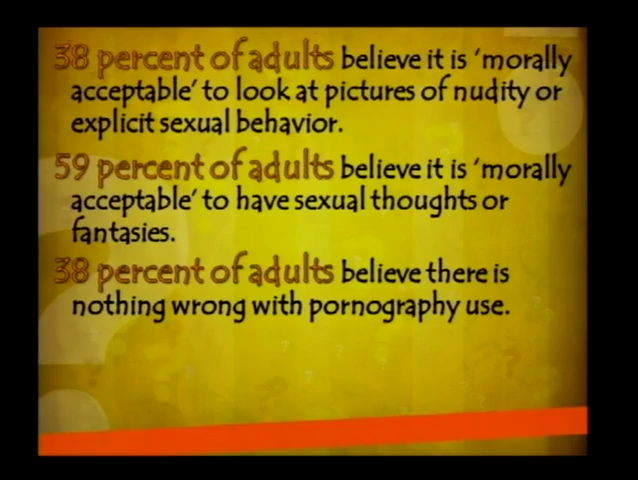 38 percent of adults believe it is 'morally
acceptable' to look at pictures of nudity or
explicit sexual behavior.
59 percent of adults believe it is 'morally
acceptable' to have sexual thoughts or
fantasies.
38 percent of adults believe there is
nothing wrong with pornography use.